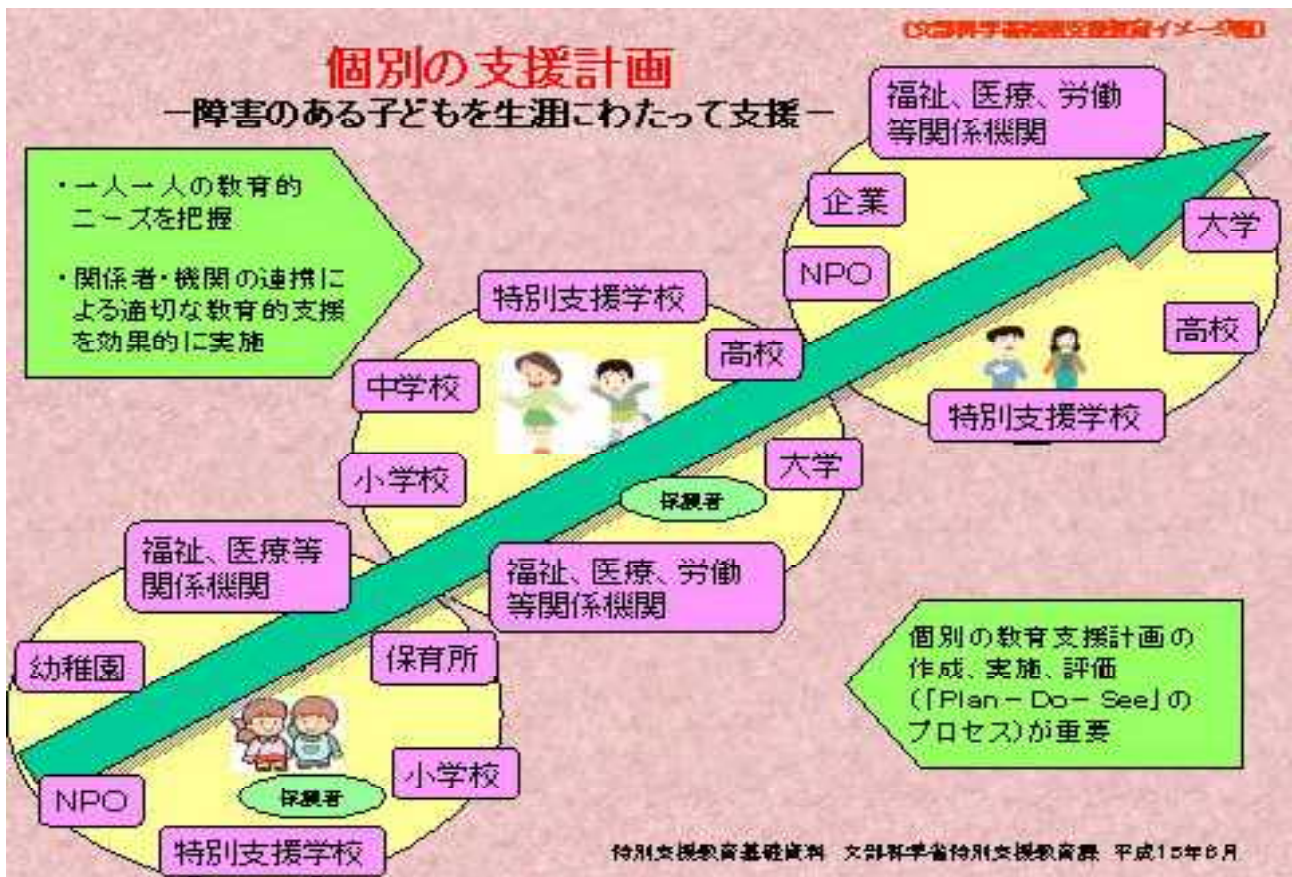 個別の支援計画
－障害のある子どもを生涯にわたって支援－
・一人一人の教育的
ニーズを把握
・関係者・機関の連携に
よる適切な教育的支援
を効果的に実施
福祉、医療、労働
等関係機関
企業
NPO
大学
高校
特別支援学校
特別支援学校
中学校
高校
小学校
大学
保護者
福祉、医療、労働
等関係機関
福祉、医療等
関係機関
幼稚園
保育所
NPO
小学校
保護者
特別支援学校
個別の教育支援計画の
作成、実施、評価
（「Plan－Do－See」の
プロセス）が重要
特別支援教育基礎資料 文部科学省特別支援教育課 平成15年6月